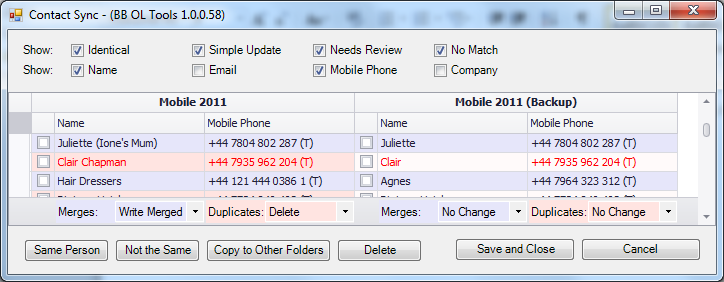 Contact Sync - (BB OL Tools 1.0.0.58)
Show: Identical Simple Update Needs Review No Match
Show: Name Email Mobile Phone Company
Mobile 2011 Mobile 2011 (Backup)
Name Mobile Phone Name Mobile Phone
Juliette (Ione's Mum) +44 7804 802 287 (T) Juliette +44 7804 802 287 (T)
Clair Chapman +44 7935 962 204 (T) Clair +44 7935 962 204 (T)
Hair Dressers +44 121 444 0386 1 (T) Agnes +44 7964 323 312 (T)
Merges: Write Merged Duplicates: Delete Merges: No Change Duplicates: No Change
Same Person Not the Same Copy to Other Folders Delete Save and Close Cancel